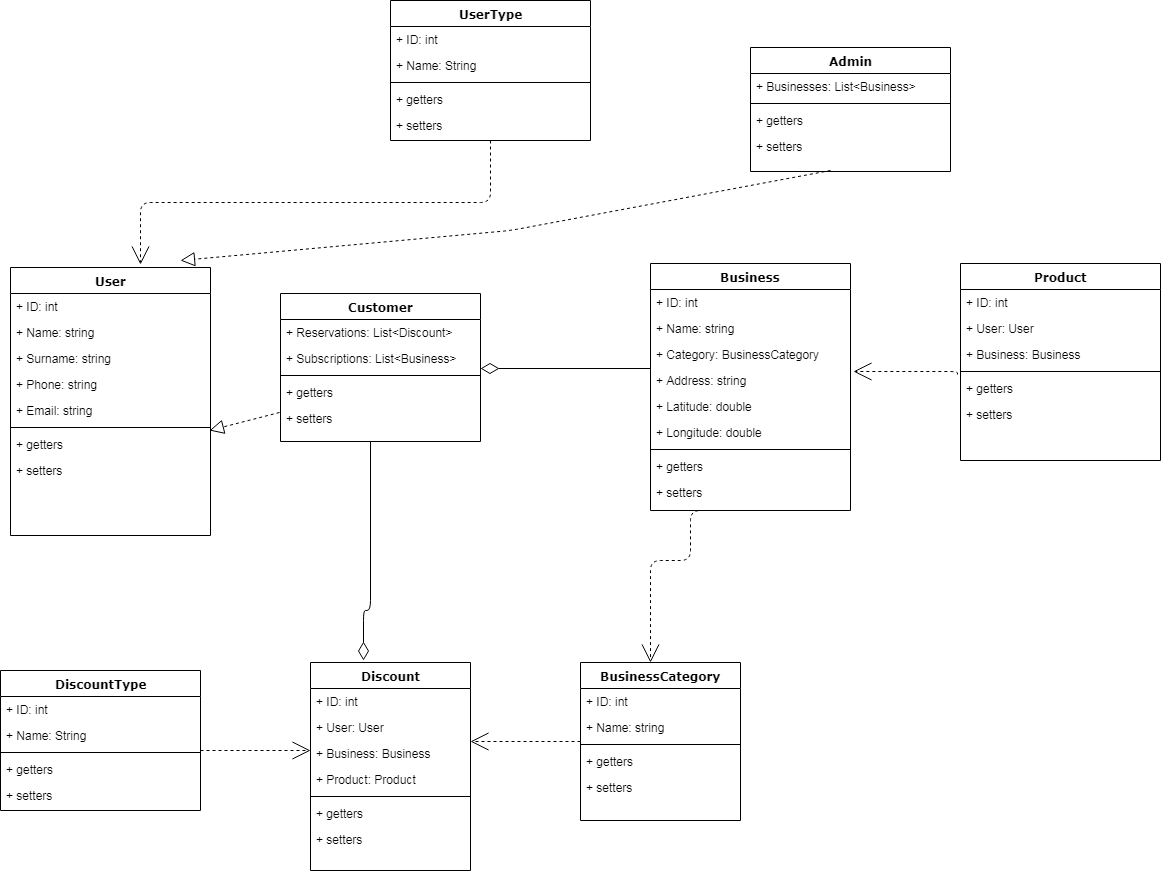 UserType
+ ID: int
+ Name: String
+ getters
+ setters
Admin
+ Businesses: List<Business>
+ getters
+ setters
User
+ ID: int
+ Name: string
+ Surname: string
+ Phone: string
+ Email: string
+ getters
+ setters
Customer
+ Reservations: List<Discount>
+ Subscriptions: List<Business>
+ getters
+ setters
Business
+ ID: int
+ Name: string
+ Category: BusinessCategory
+ Address: string
+ Latitude: double
+ Longitude: double
+ getters
+ setters
Product
+ ID: int
+ User: User
+ Business: Business
+ getters
+ setters
DiscountType
+ ID: int
+ Name: String
+ getters
+ setters
Discount
+ ID: int
+ User: User
+ Business: Business
+ Product: Product
+ getters
+ setters
BusinessCategory
+ ID: int
+ Name: string
+ getters
+ setters